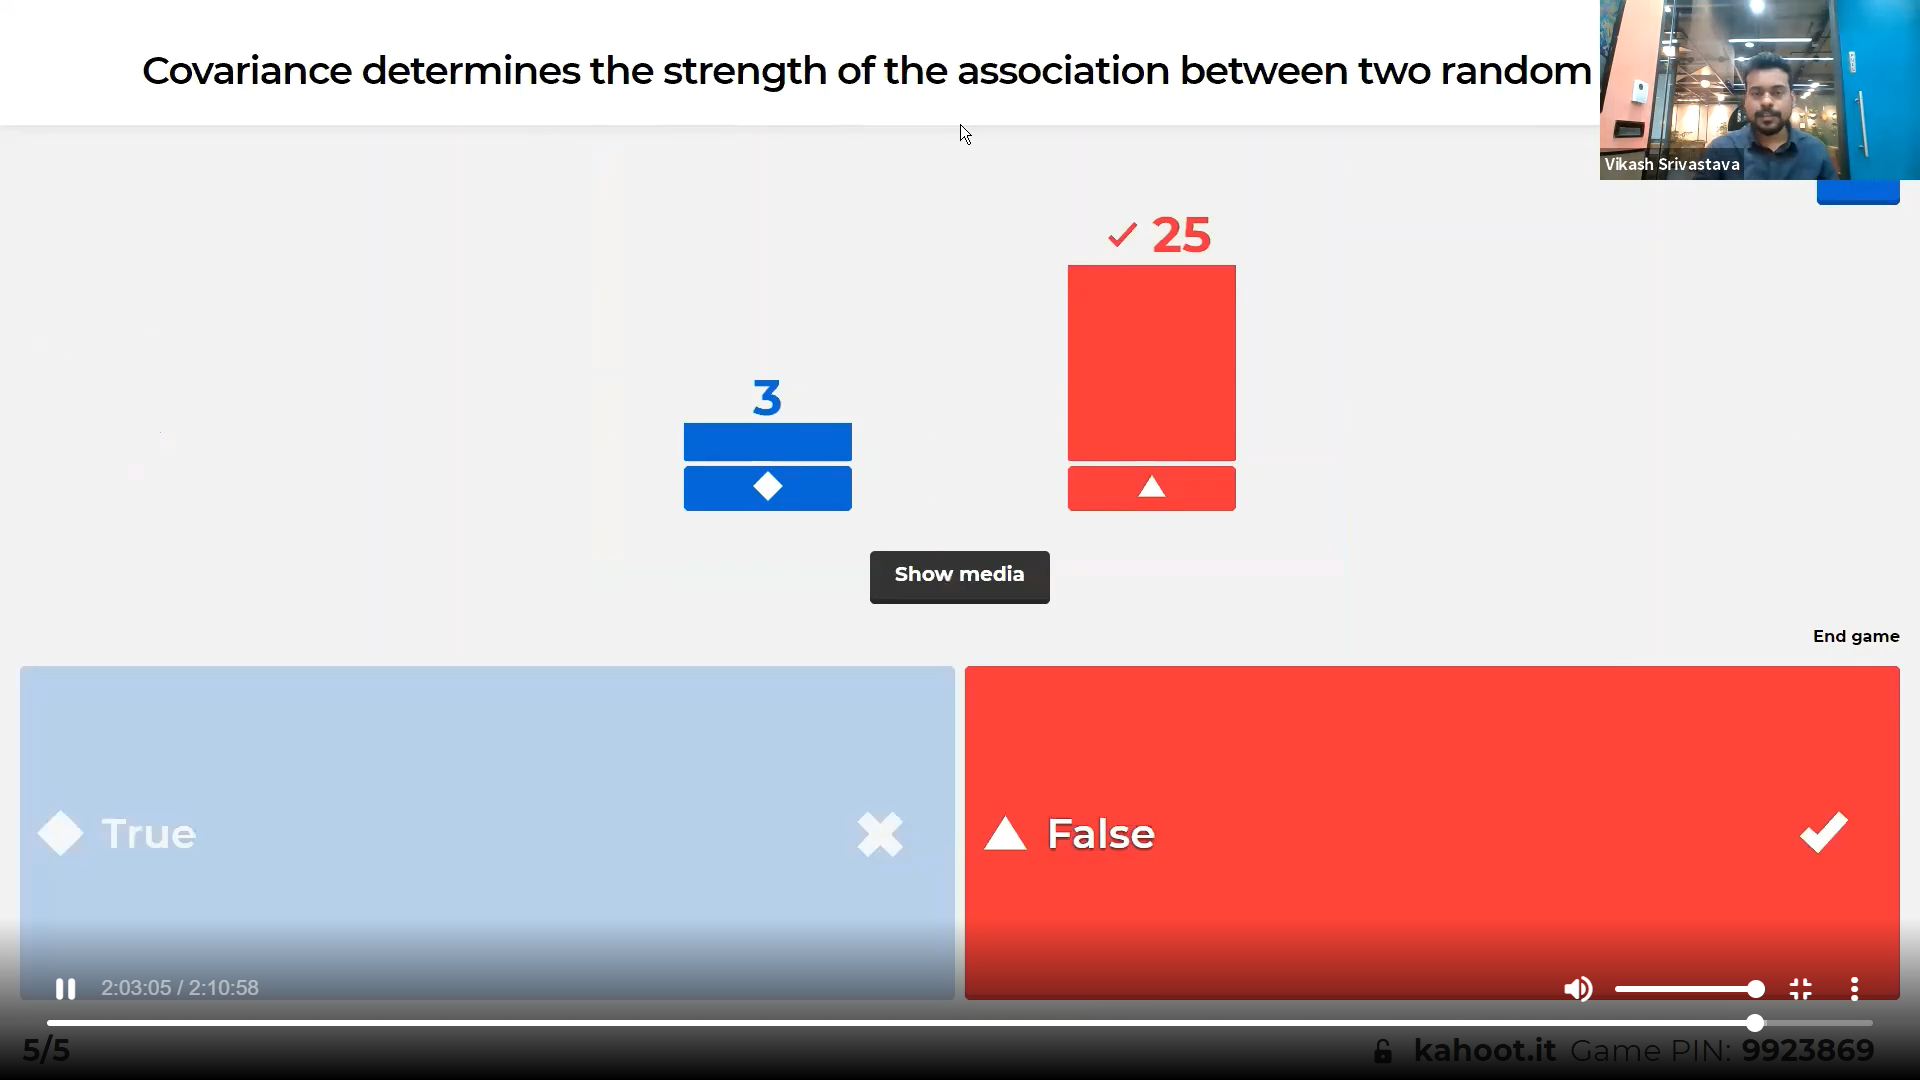 Covariance determines the strength of the association between two random
Vikash Srivastava
25
3
Show media
End game
True
False
2:03:05 / 2:10:58
5/5
kahoot.it Game PIN: 9923869